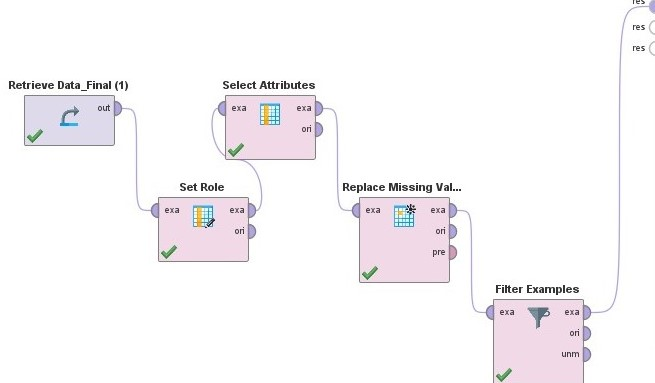 res
res
res
Retrieve Data_Final (1)
out
Select Attributes
exa
exa
ori
Set Role
exa
exa
ori
Replace Missing Val...
exa
exa
ori
pre
Filter Examples
exa
exa
ori
unm